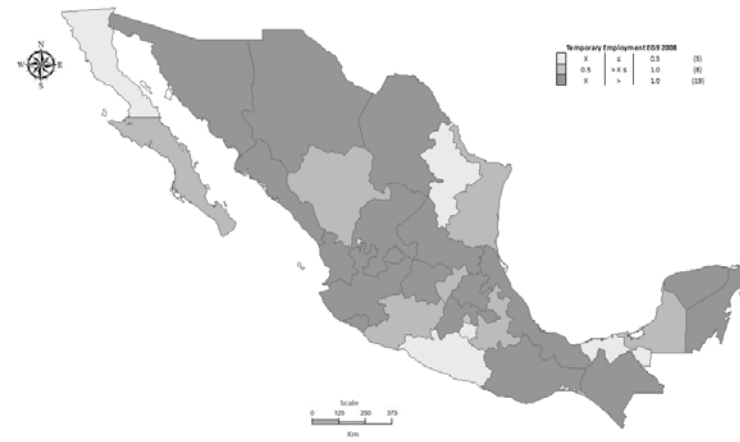 N
W E
S
Temporary Employment EG9 2008
X ≤ 0.5 (5)
0.5 > X ≤ 1.0 (8)
X > 1.0 (19)
Scale
0 125 250 375
Km